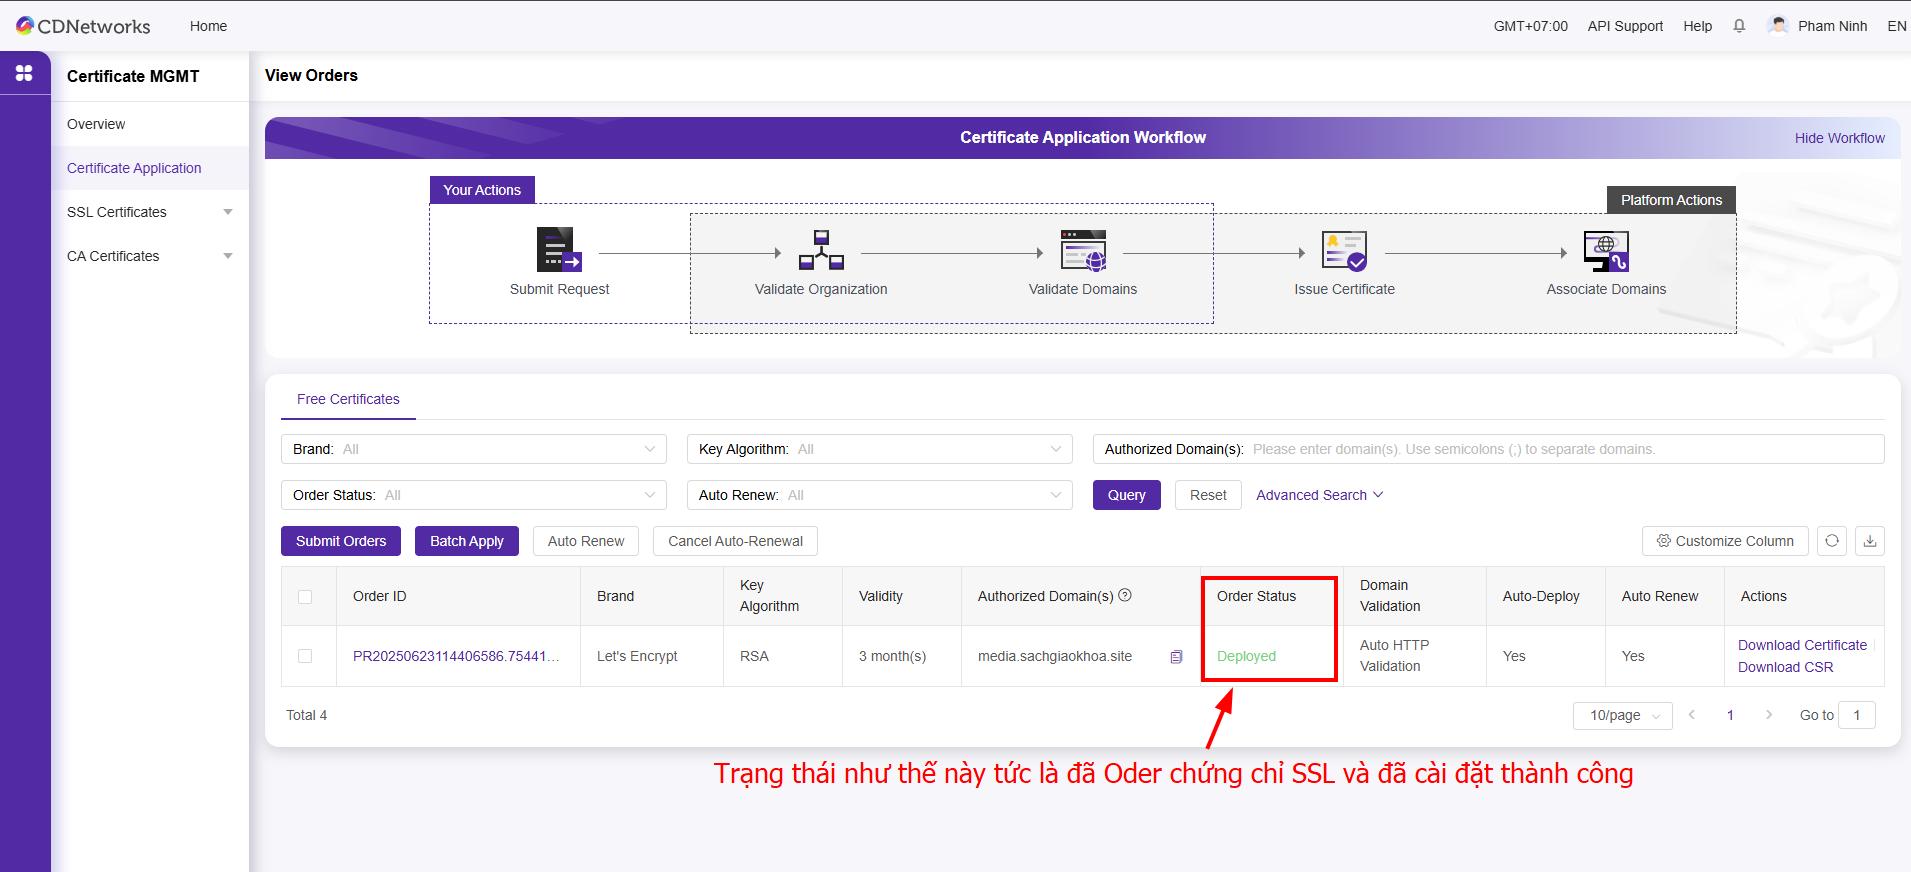 CDNetworks Home GMT+07:00 API Support Help Pham Ninh EN
Certificate MGMT
Overview
Certificate Application
SSL Certificates
CA Certificates
View Orders
Certificate Application Workflow Hide Workflow
Your Actions
Platform Actions
Submit Request Validate Organization Validate Domains Issue Certificate Associate Domains
Free Certificates
Brand: All Key Algorithm: All Authorized Domain(s): Please enter domain(s). Use semicolons (;) to separate domains.
Order Status: All Auto Renew: All Query Reset Advanced Search
Submit Orders Batch Apply Auto Renew Cancel Auto-Renewal Customize Column
Order ID Brand Key Algorithm Validity Authorized Domain(s) Order Status Domain Validation Auto-Deploy Auto Renew Actions
PR20250623114406586.75441... Let's Encrypt RSA 3 month(s) media.sachgiaokhoa.site Deployed Auto HTTP Validation Yes Yes Download Certificate
Download CSR
Total 4 10/page 1 Go to 1
Trạng thái như thế này tức là đã Oder chứng chỉ SSL và đã cài đặt thành công